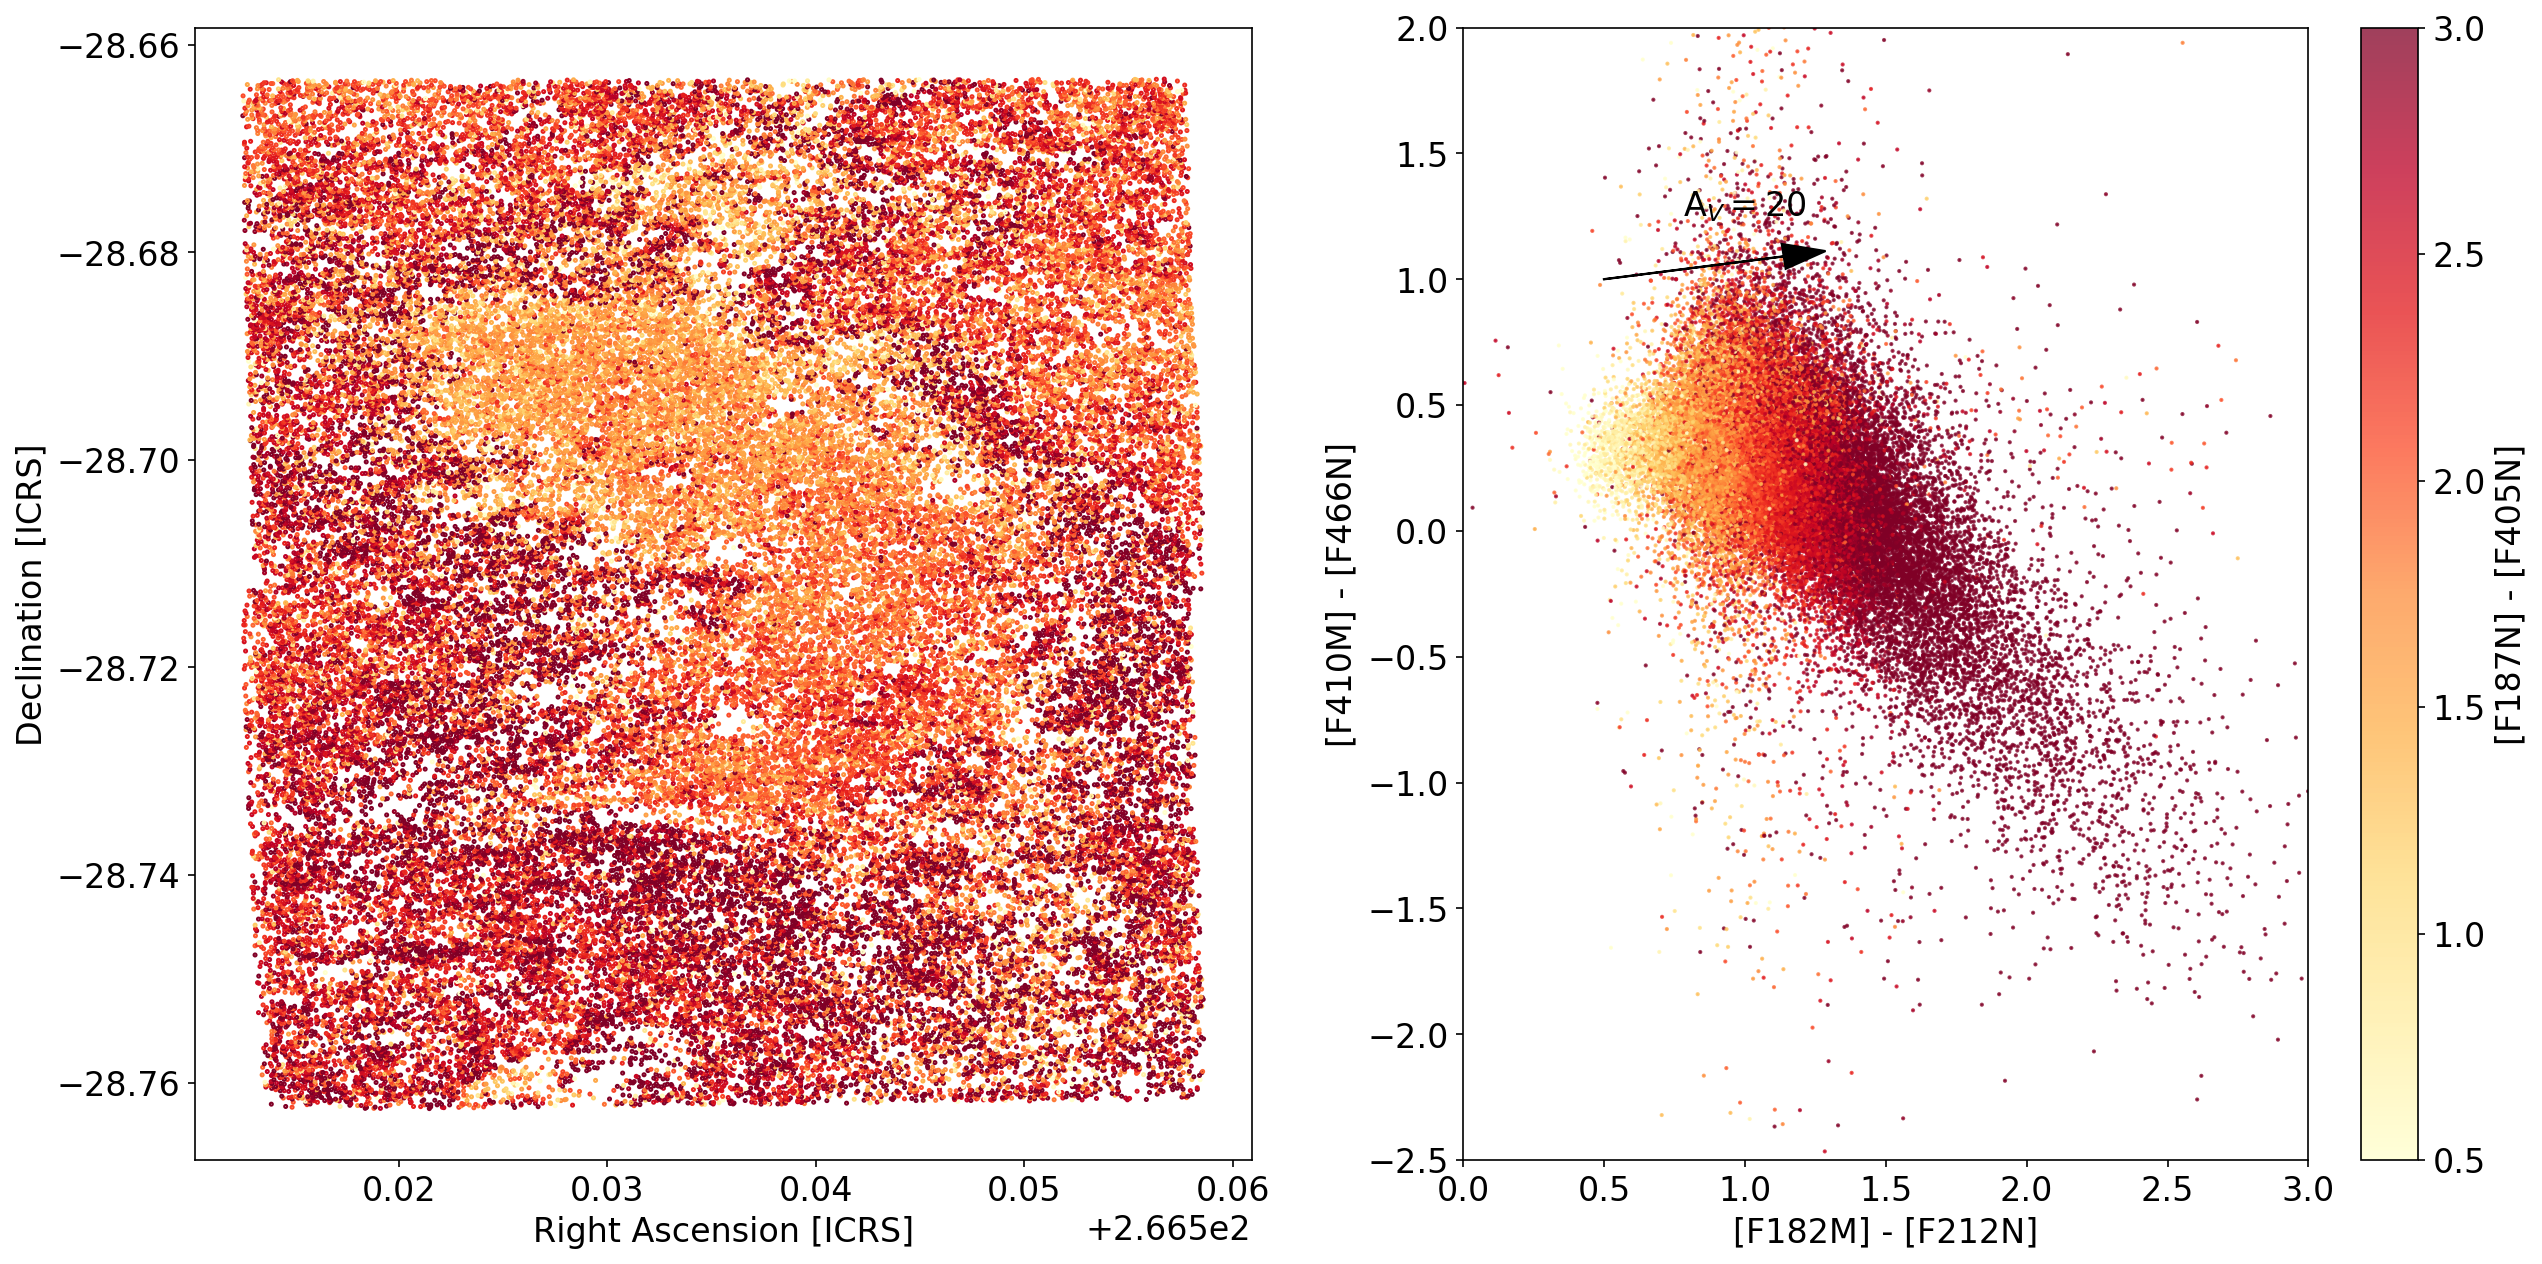 −28.66
−28.68
−28.70
−28.72
−28.74
−28.76
Declination [ICRS]
0.02 0.03 0.04 0.05 0.06
Right Ascension [ICRS]
+2.665e2
2.0
1.5
1.0
0.5
0.0
−0.5
−1.0
−1.5
−2.0
−2.5
[F410M] - [F466N]
A_V = 20
0.0 0.5 1.0 1.5 2.0 2.5 3.0
[F182M] - [F212N]
3.0
2.5
2.0
1.5
1.0
0.5
[F187N] - [F405N]